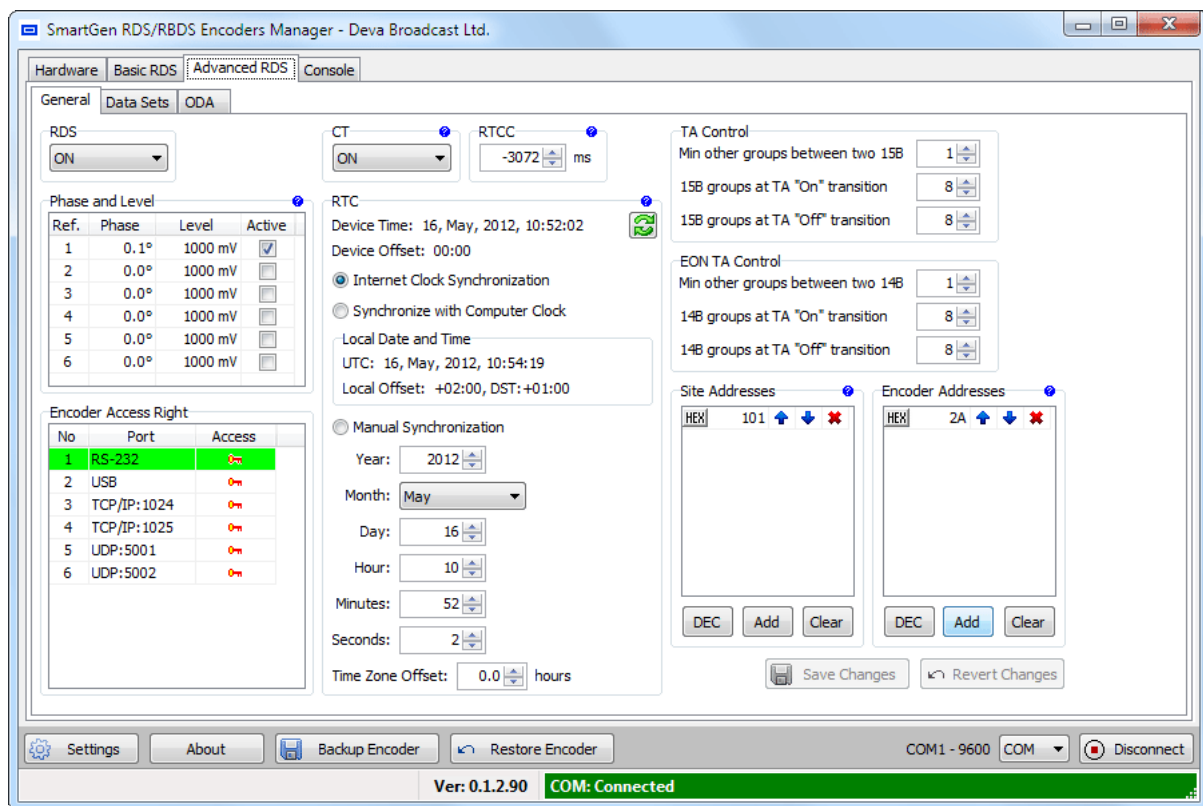 SmartGen RDS/RBDS Encoders Manager - Deva Broadcast Ltd.
Hardware Basic RDS Advanced RDS Console
General Data Sets ODA
RDS
ON
Phase and Level
Ref. Phase Level Active
1 0.1° 1000 mV
2 0.0° 1000 mV
3 0.0° 1000 mV
4 0.0° 1000 mV
5 0.0° 1000 mV
6 0.0° 1000 mV
Encoder Access Right
No Port Access
1 RS-232
2 USB
3 TCP/IP:1024
4 TCP/IP:1025
5 UDP:5001
6 UDP:5002
CT
ON
RTCC
-3072 ms
RTC
Device Time: 16, May, 2012, 10:52:02
Device Offset: 00:00
Internet Clock Synchronization
Synchronize with Computer Clock
Local Date and Time
UTC: 16, May, 2012, 10:54:19
Local Offset: +02:00, DST:+01:00
Manual Synchronization
Year: 2012
Month: May
Day: 16
Hour: 10
Minutes: 52
Seconds: 2
Time Zone Offset: 0.0 hours
TA Control
Min other groups between two 15B 1
15B groups at TA "On" transition 8
15B groups at TA "Off" transition 8
EON TA Control
Min other groups between two 14B 1
14B groups at TA "On" transition 8
14B groups at TA "Off" transition 8
Site Addresses
HEX 101
DEC Add Clear
Encoder Addresses
HEX 2A
DEC Add Clear
Save Changes Revert Changes
Settings About Backup Encoder Restore Encoder COM1 - 9600 COM Disconnect
Ver: 0.1.2.90 COM: Connected